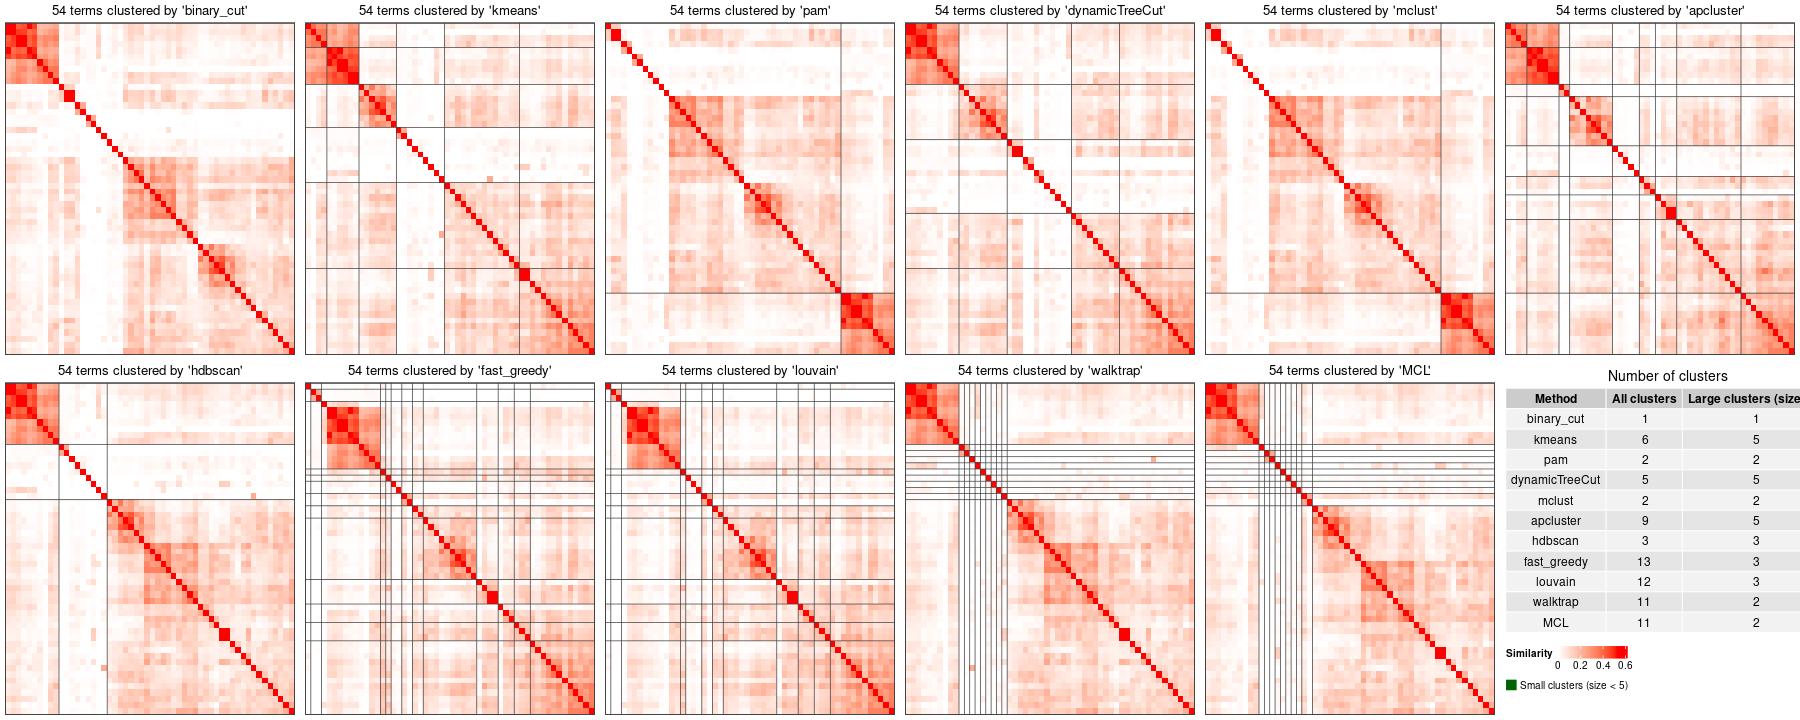 54 terms clustered by 'binary_cut'
54 terms clustered by 'kmeans'
54 terms clustered by 'pam'
54 terms clustered by 'dynamicTreeCut'
54 terms clustered by 'mclust'
54 terms clustered by 'apcluster'
54 terms clustered by 'hdbscan'
54 terms clustered by 'fast_greedy'
54 terms clustered by 'louvain'
54 terms clustered by 'walktrap'
54 terms clustered by 'MCL'
Number of clusters
Method All clusters Large clusters (size
binary_cut 1 1
kmeans 6 5
pam 2 2
dynamicTreeCut 5 5
mclust 2 2
apcluster 9 5
hdbscan 3 3
fast_greedy 13 3
louvain 12 3
walktrap 11 2
MCL 11 2
Similarity
0 0.2 0.4 0.6
Small clusters (size < 5)